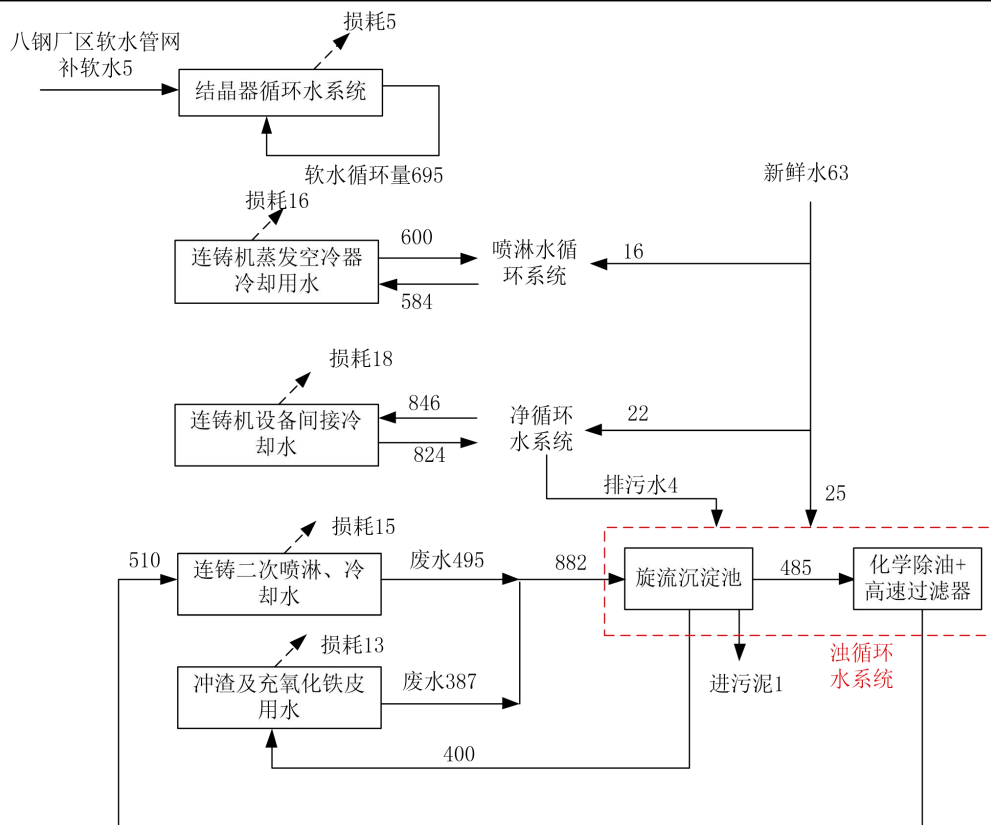 损耗5
八钢厂区软水管网
补软水5
结晶器循环水系统
软水循环量695
新鲜水63
损耗16
连铸机蒸发空冷器
冷却用水
600
584
喷淋水循
环系统
16
损耗18
连铸机设备间接冷
却水
846
824
净循环
水系统
22
排污水4
25
损耗15
510
连铸二次喷淋、冷
却水
废水495
882
旋流沉淀池
485
化学除油+
高速过滤器
损耗13
冲渣及充氧化铁皮
用水
废水387
进污泥1
浊循环
水系统
400